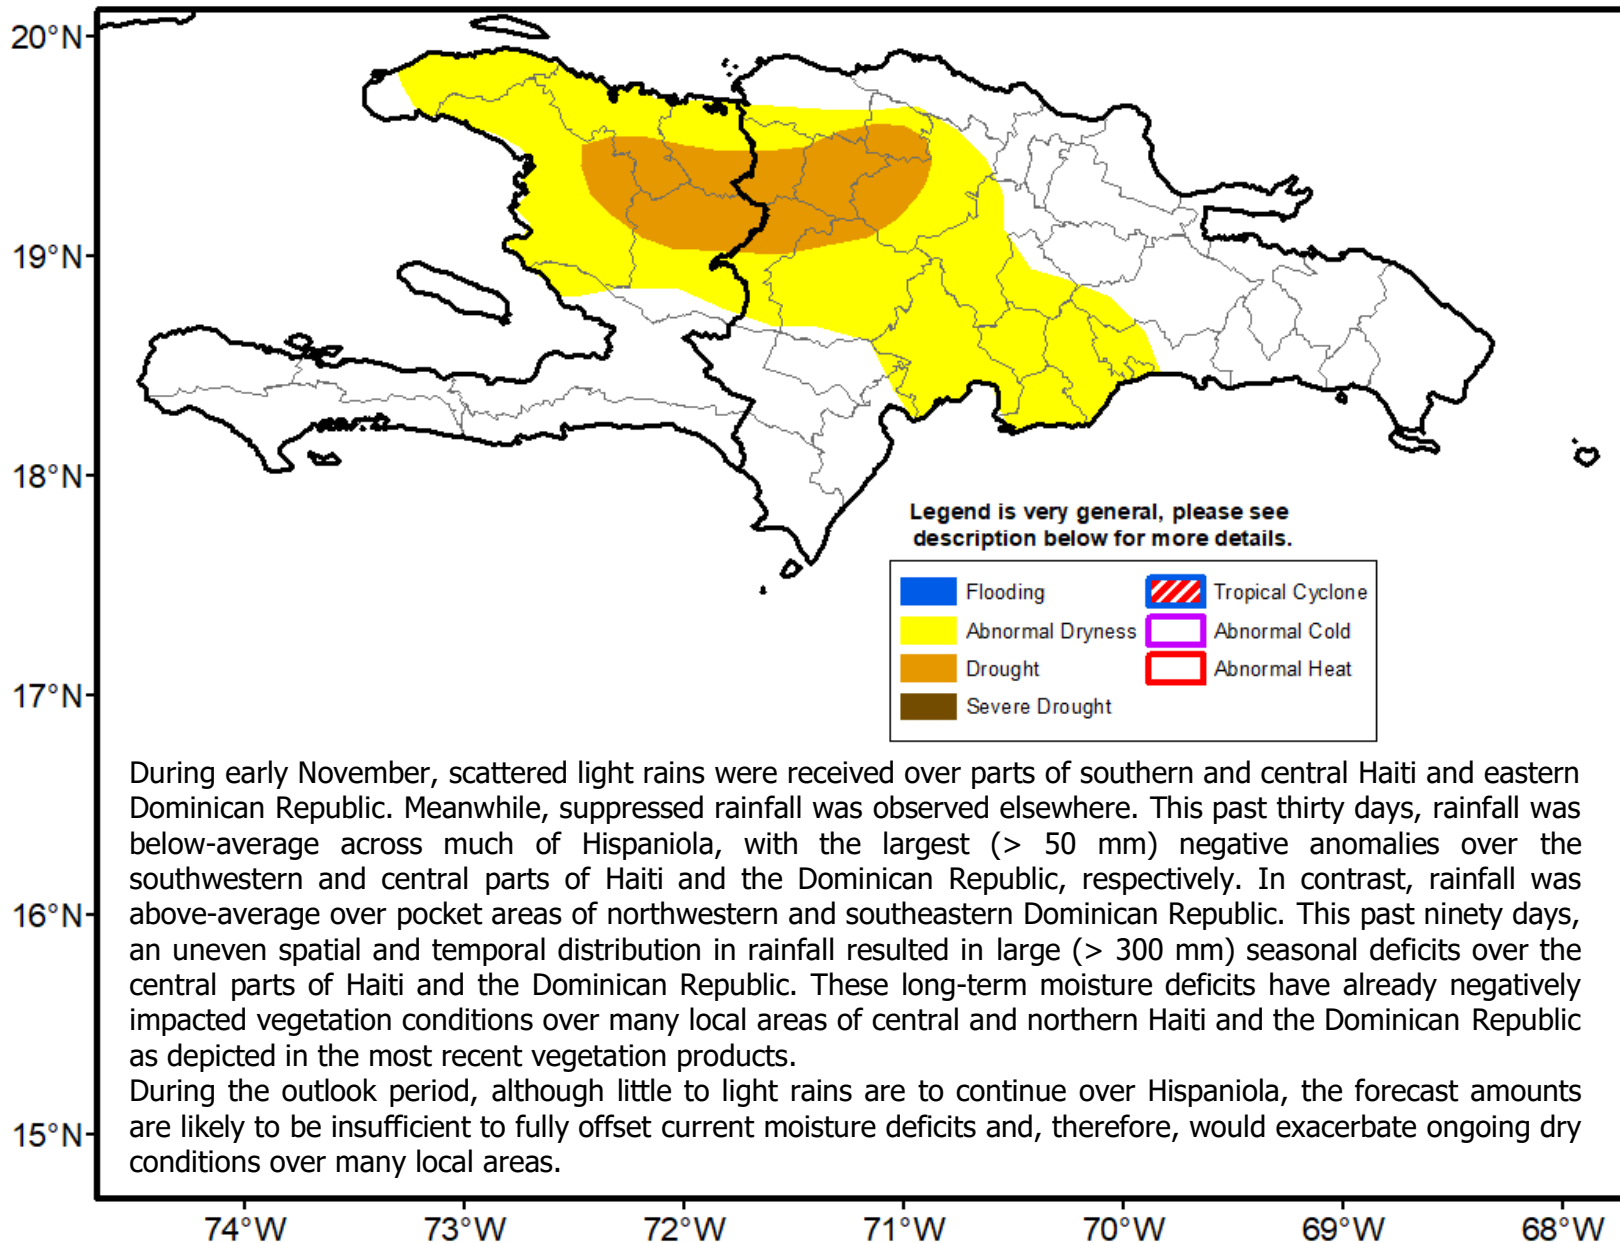 20°N
19°N
18°N
17°N
16°N
15°N
Legend is very general, please see
description below for more details.
Flooding
Tropical Cyclone
Abnormal Dryness
Abnormal Cold
Drought
Abnormal Heat
Severe Drought
During early November, scattered light rains were received over parts of southern and central Haiti and eastern
Dominican Republic. Meanwhile, suppressed rainfall was observed elsewhere. This past thirty days, rainfall was
below-average across much of Hispaniola, with the largest (> 50 mm) negative anomalies over the
southwestern and central parts of Haiti and the Dominican Republic, respectively. In contrast, rainfall was
above-average over pocket areas of northwestern and southeastern Dominican Republic. This past ninety days,
an uneven spatial and temporal distribution in rainfall resulted in large (> 300 mm) seasonal deficits over the
central parts of Haiti and the Dominican Republic. These long-term moisture deficits have already negatively
impacted vegetation conditions over many local areas of central and northern Haiti and the Dominican Republic
as depicted in the most recent vegetation products.
During the outlook period, although little to light rains are to continue over Hispaniola, the forecast amounts
are likely to be insufficient to fully offset current moisture deficits and, therefore, would exacerbate ongoing dry
conditions over many local areas.
74°W 73°W 72°W 71°W 70°W 69°W 68°W